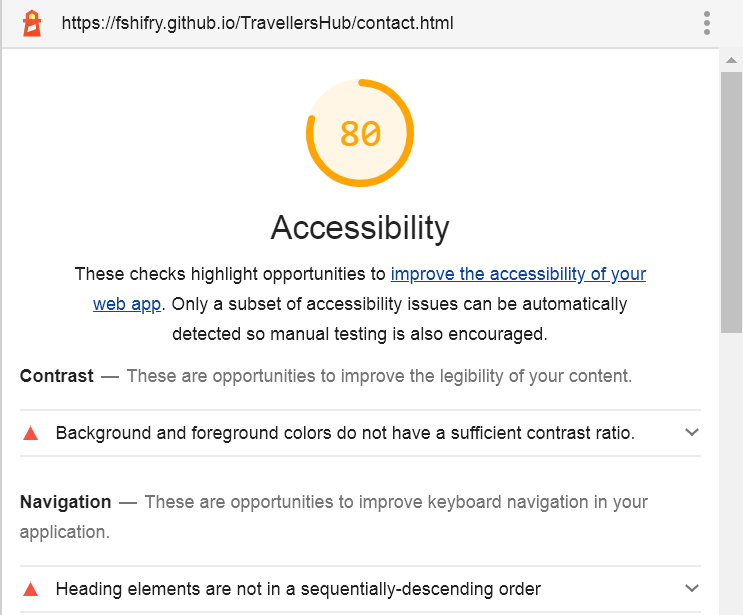 https://fshifry.github.io/TravellersHub/contact.html
80
Accessibility
These checks highlight opportunities to improve the accessibility of your
web app. Only a subset of accessibility issues can be automatically
detected so manual testing is also encouraged.
Contrast — These are opportunities to improve the legibility of your content.
Background and foreground colors do not have a sufficient contrast ratio.
Navigation — These are opportunities to improve keyboard navigation in your
application.
Heading elements are not in a sequentially-descending order